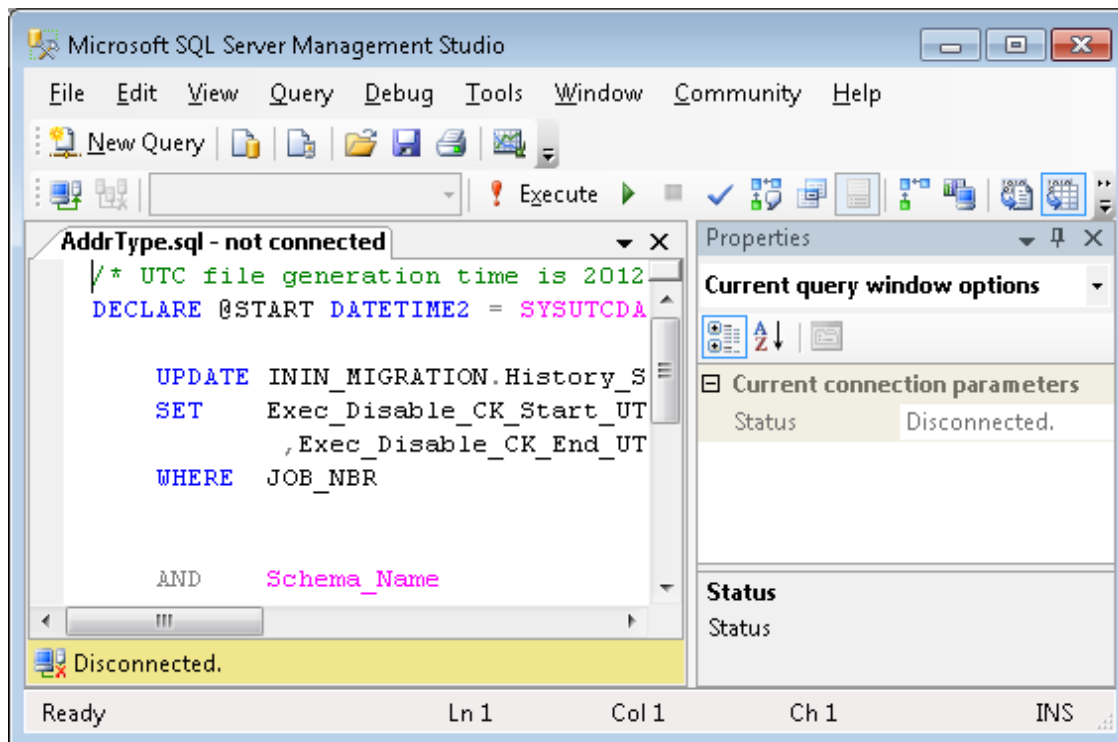 Microsoft SQL Server Management Studio
File Edit View Query Debug Tools Window Community Help
New Query
Execute
AddrType.sql - not connected
/* UTC file generation time is 2012
DECLARE @START DATETIME2 = SYSUTCDA
UPDATE ININ_MIGRATION.History_S
SET Exec_Disable_CK_Start_UT
,Exec_Disable_CK_End_UT
WHERE JOB_NBR
AND Schema_Name
Disconnected.
Properties
Current query window options
Current connection parameters
Status Disconnected.
Status
Status
Ready Ln 1 Col 1 Ch 1 INS